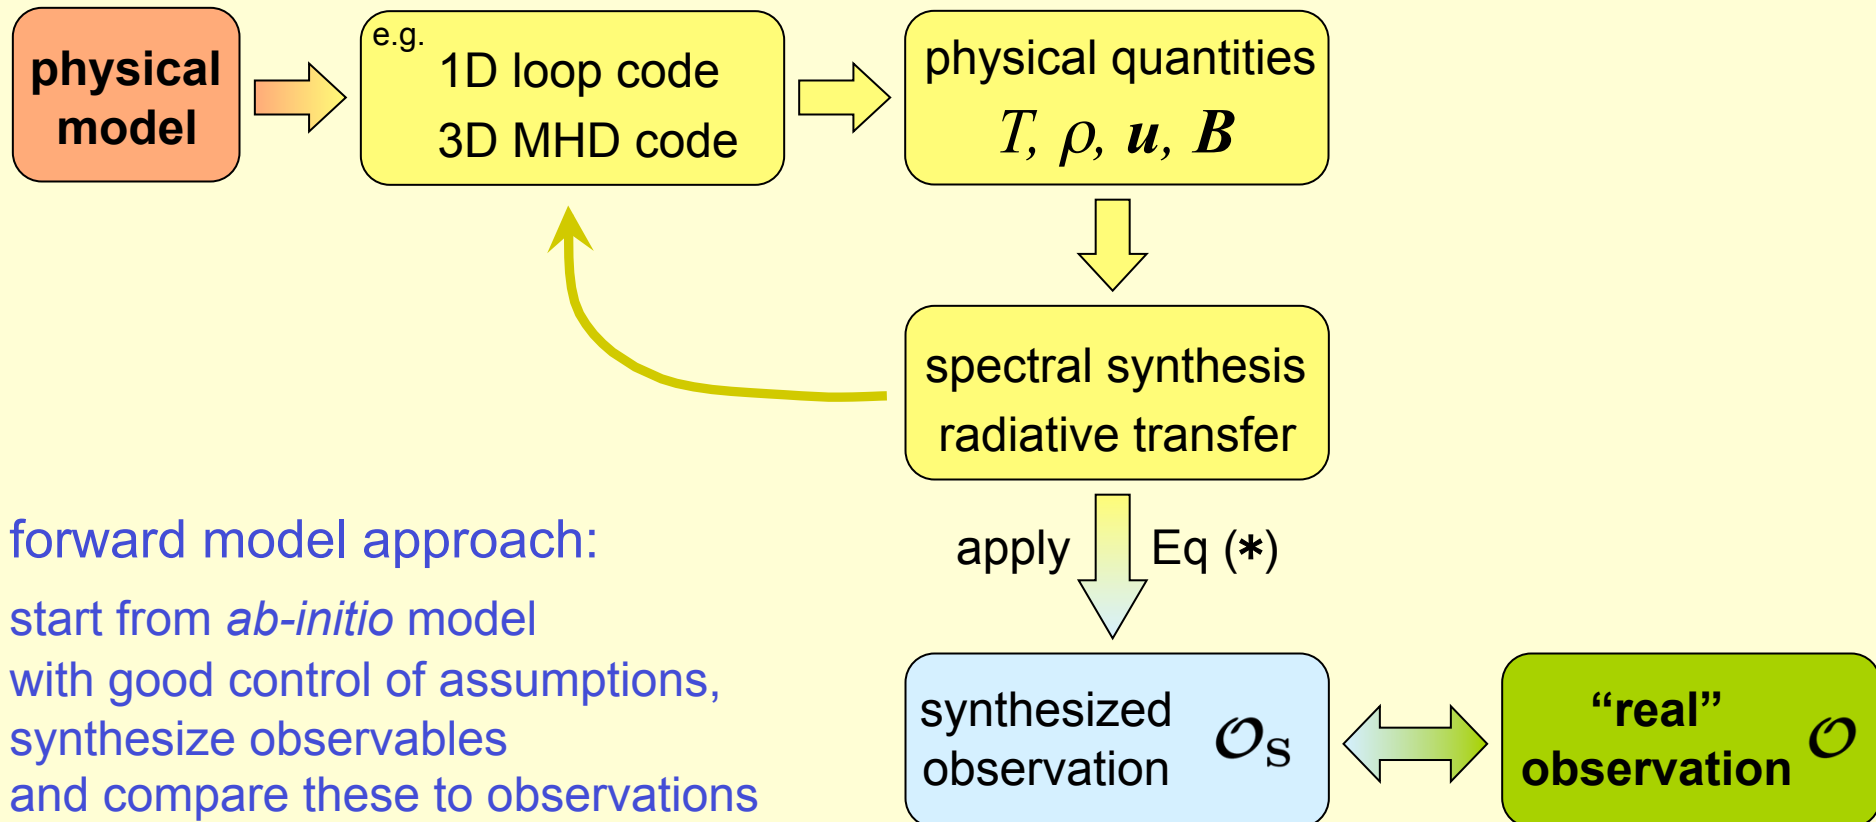 physical
model
e.g.
1D loop code
3D MHD code
physical quantities
T, ρ, u, B
spectral synthesis
radiative transfer
apply Eq (*)
forward model approach:
start from ab-initio model
with good control of assumptions,
synthesize observables
and compare these to observations
synthesized
observation 𝒪s
“real”
observation 𝒪